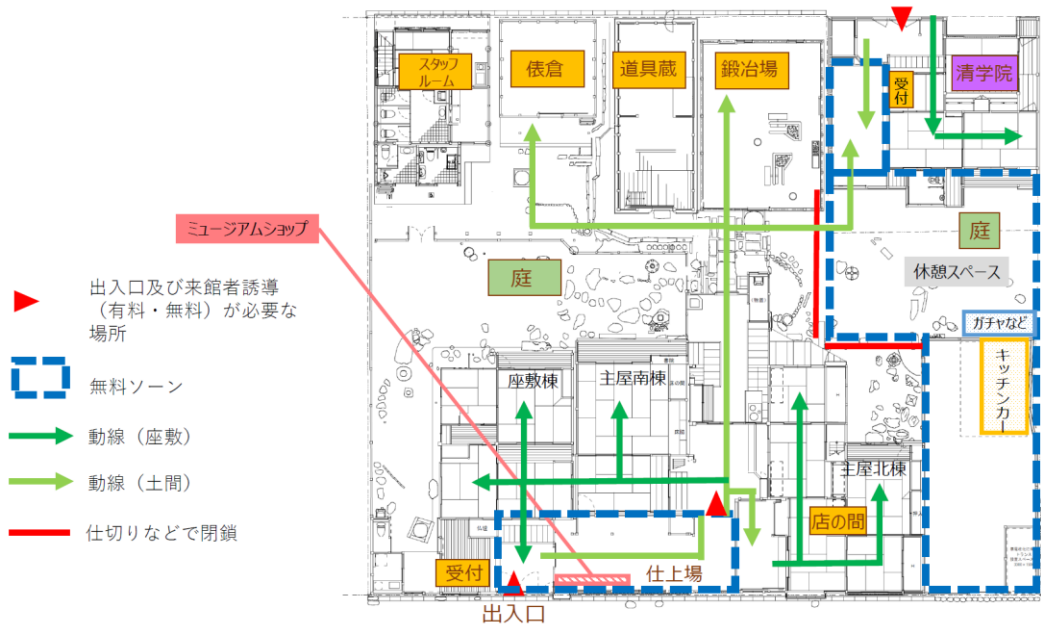 スタッフ
ルーム
俵倉
道具蔵
鍛冶場
受付
清学院
ミュージアムショップ
庭
庭
休憩スペース
出入口及び来館者誘導
（有料・無料）が必要な
場所
ガチャなど
キッチンカー
無料ゾーン
座敷棟
主屋南棟
動線（座敷）
動線（土間）
主屋北棟
仕切りなどで閉鎖
店の間
受付
仕上場
出入口